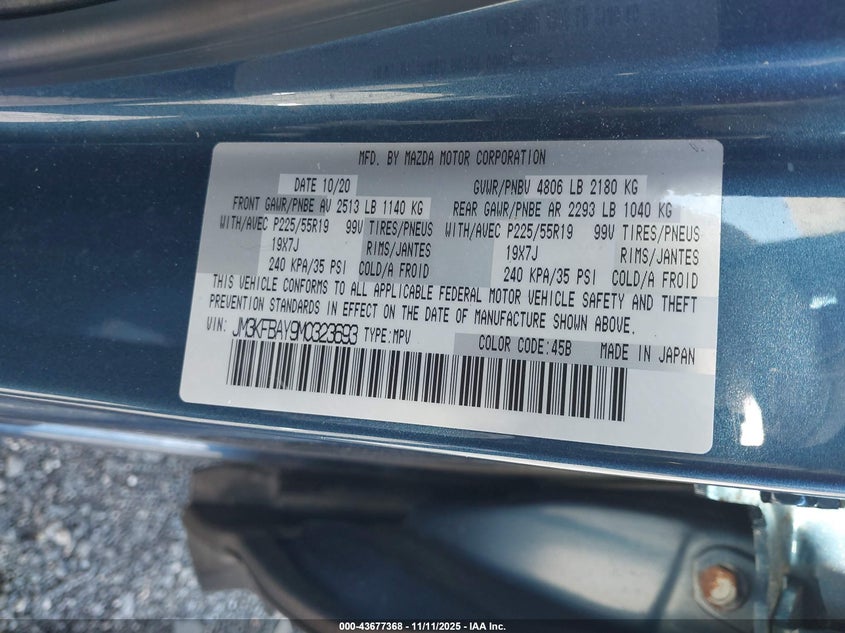 MFD. BY MAZDA MOTOR CORPORATION
DATE 10/20 GVWR/PNBV 4806 LB 2180 KG
FRONT GAWR/PNBE AV 2513 LB 1140 KG REAR GAWR/PNBE AR 2293 LB 1040 KG
WITH/AVEC P225/55R19 99V TIRES/PNEUS WITH/AVEC P225/55R19 99V TIRES/PNEUS
19X7J RIMS/JANTES 19X7J RIMS/JANTES
240 KPA/35 PSI COLD/A FROID 240 KPA/35 PSI COLD/A FROID
THIS VEHICLE CONFORMS TO ALL APPLICABLE FEDERAL MOTOR VEHICLE SAFETY AND THEFT
PREVENTION STANDARDS IN EFFECT ON THE DATE OF MANUFACTURE SHOWN ABOVE.
VIN: JM3KFBAY9M0323693 TYPE:MPV COLOR CODE:45B MADE IN JAPAN
000-43677368 - 11/11/2025 - IAA Inc.